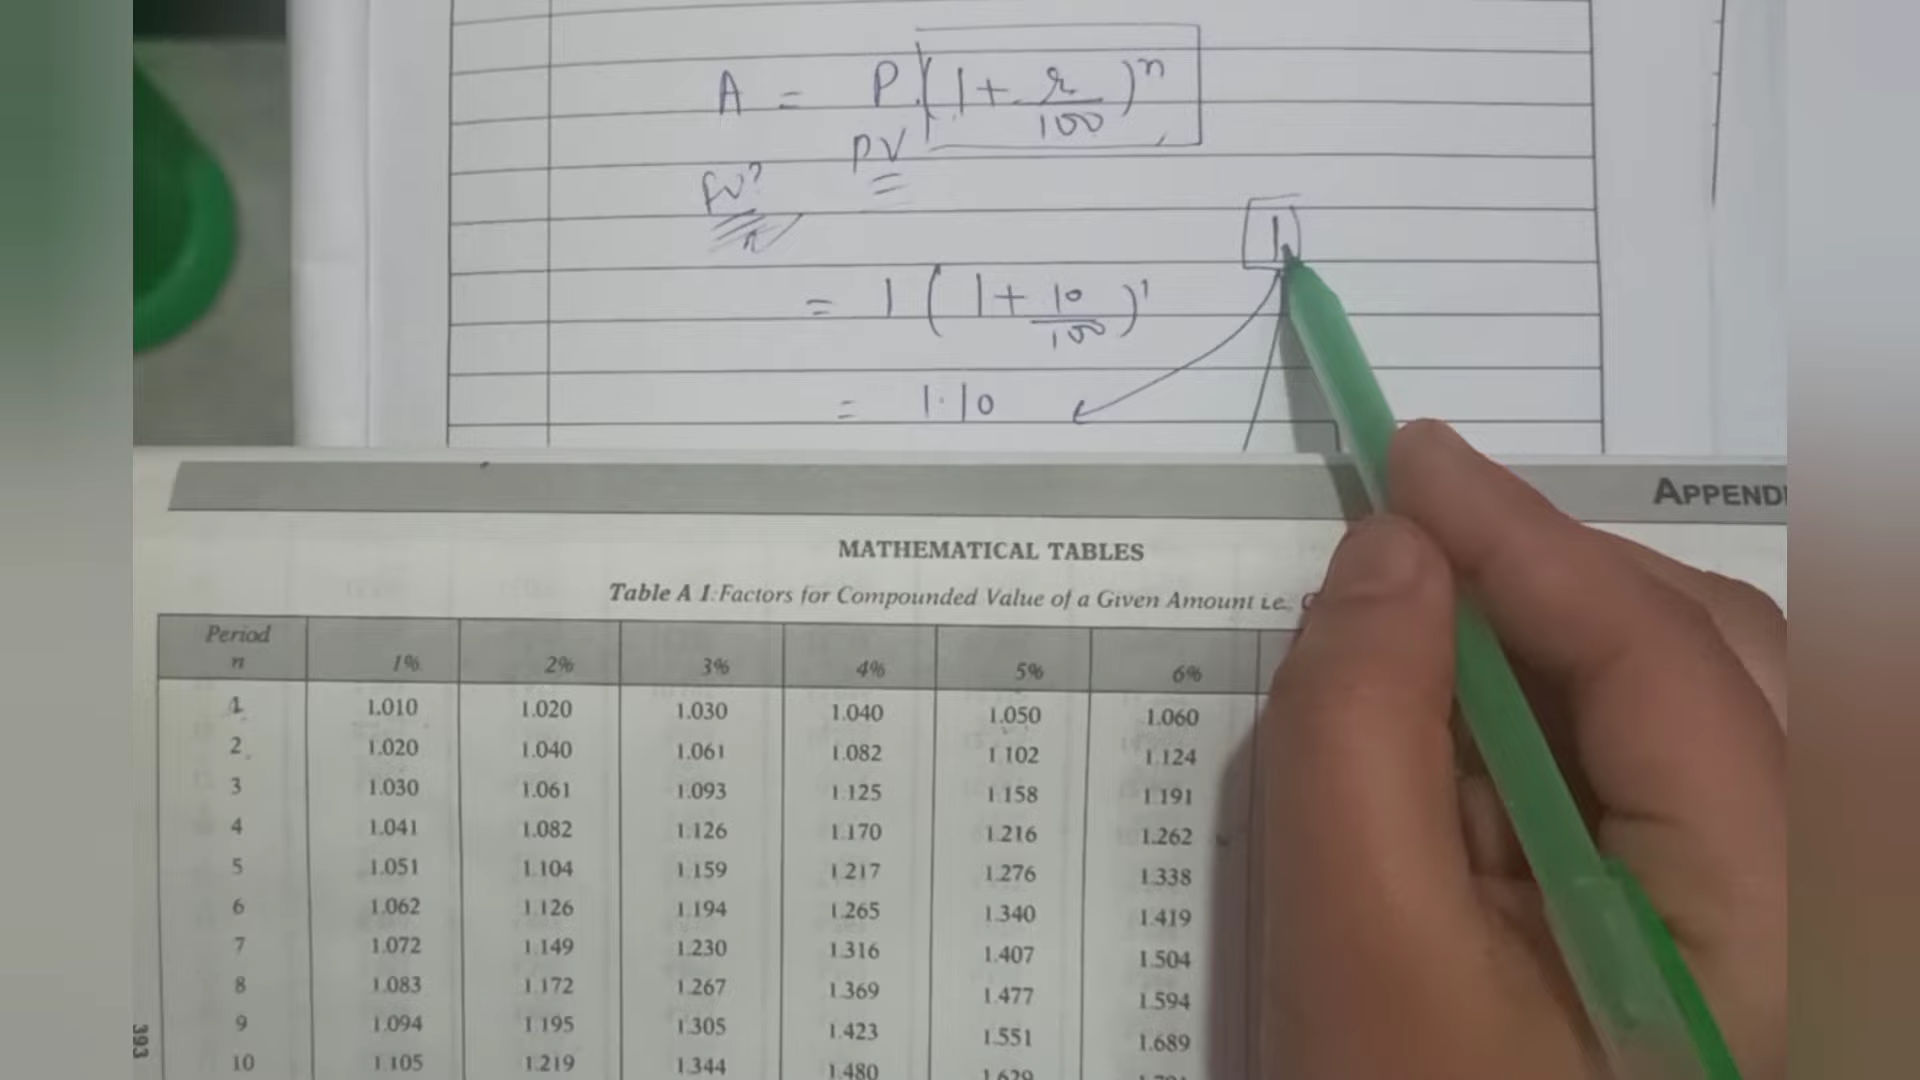 A = P.(1 + r/100)^n
PV
FV?
1
= 1 (1 + 10/100)^1
= 1.10
APPEND
MATHEMATICAL TABLES
Table A 1:Factors for Compounded Value of a Given Amount i.e.,
Period n 1% 2% 3% 4% 5% 6%
1 1.010 1.020 1.030 1.040 1.050 1.060
2 1.020 1.040 1.061 1.082 1.102 1.124
3 1.030 1.061 1.093 1.125 1.158 1.191
4 1.041 1.082 1.126 1.170 1.216 1.262
5 1.051 1.104 1.159 1.217 1.276 1.338
6 1.062 1.126 1.194 1.265 1.340 1.419
7 1.072 1.149 1.230 1.316 1.407 1.504
8 1.083 1.172 1.267 1.369 1.477 1.594
9 1.094 1.195 1.305 1.423 1.551 1.689
10 1.105 1.219 1.344 1.480 1.629
393